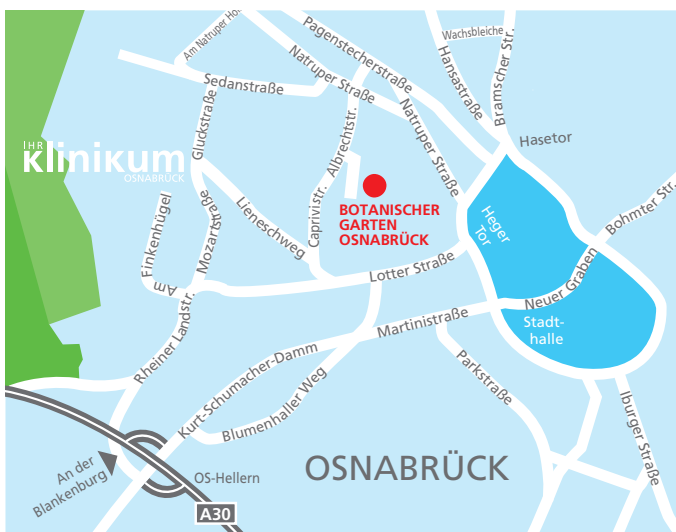 Am Natruper Hol
Pagenstecherstraße
Wachsbleiche
Bramscher Str.
Hansastraße
Natruper Straße
Sedanstraße
Natruper Straße
Albrechtstr.
Gluckstraße
Hasetor
IHR
Klinikum
OSNABRÜCK
Bohmter Str.
BOTANISCHER
GARTEN
OSNABRÜCK
Heger
Tor
Caprivistr.
Lieneschweg
Mozartstraße
Am Finkenhügel
Lotter Straße
Neuer Graben
Martinistraße
Stadt-
halle
Rheiner Landstr.
Kurt-Schumacher-Damm
Parkstraße
Blumenhaller Weg
Iburger Straße
An der
Blankenburg
OS-Hellern
OSNABRÜCK
A30